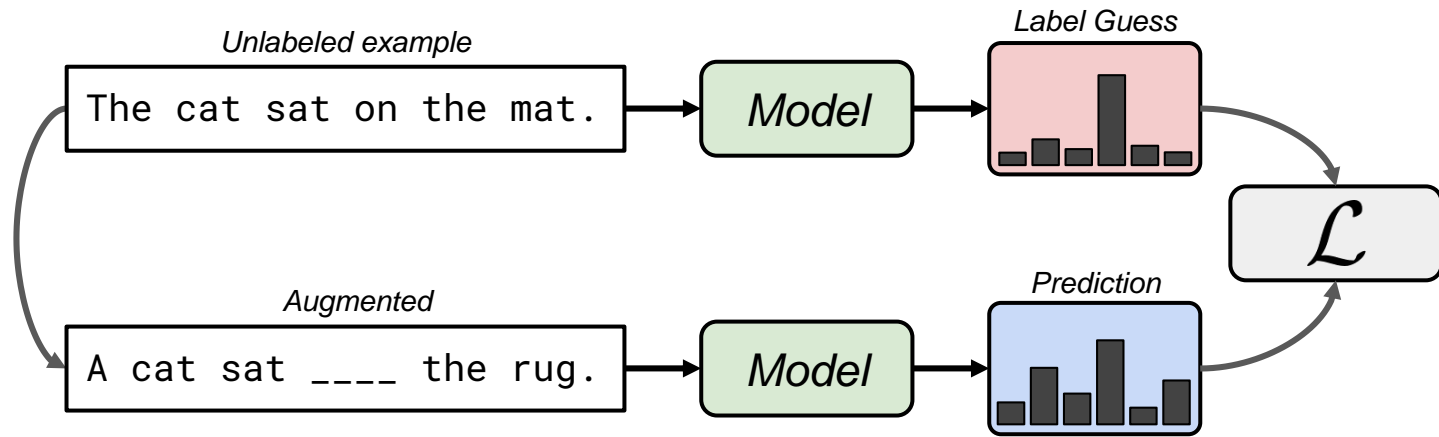 Unlabeled example
Label Guess
The cat sat on the mat.
Model
ℒ
Augmented
Prediction
A cat sat ____ the rug.
Model